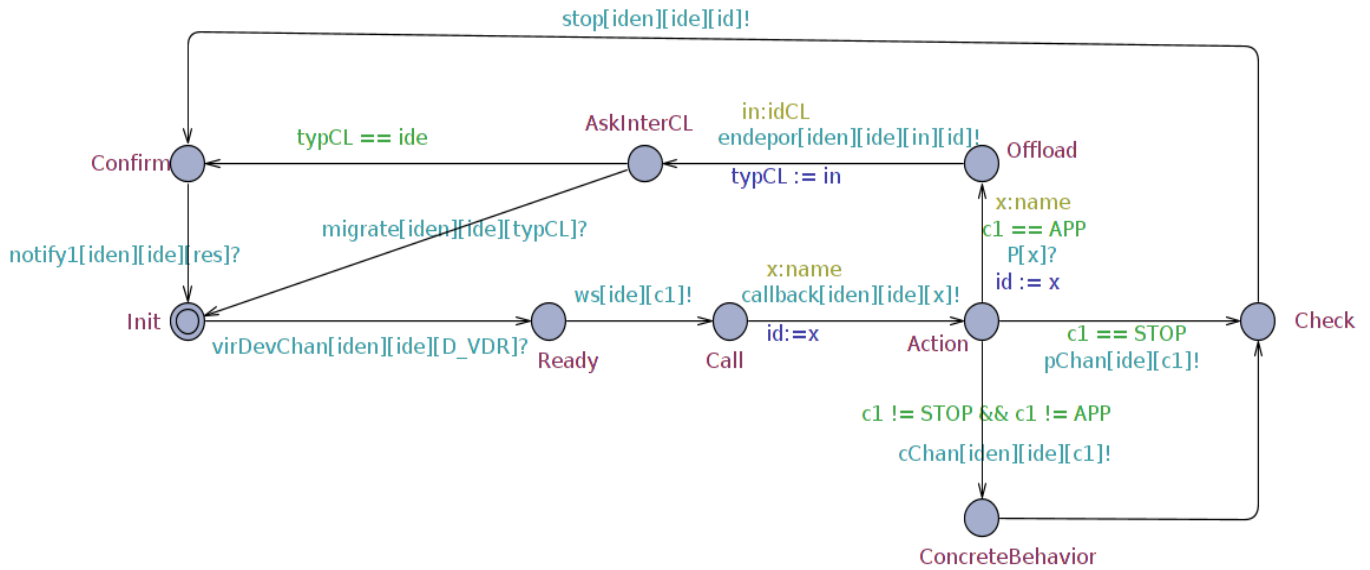 stop[iden][ide][id]!
in:idCL
AskInterCL
typCL == ide
endepor[iden][ide][in][id]!
Offload
Confirm
typCL := in
x:name
c1 == APP
migrate[iden][ide][typCL]?
notify1[iden][ide][res]?
P[x]?
id := x
x:name
ws[ide][c1]!
callback[iden][ide][x]!
Init
Check
virDevChan[iden][ide][D_VDR]?
id:=x
Action
c1 == STOP
Ready
Call
pChan[ide][c1]!
c1 != STOP && c1 != APP
cChan[iden][ide][c1]!
ConcreteBehavior